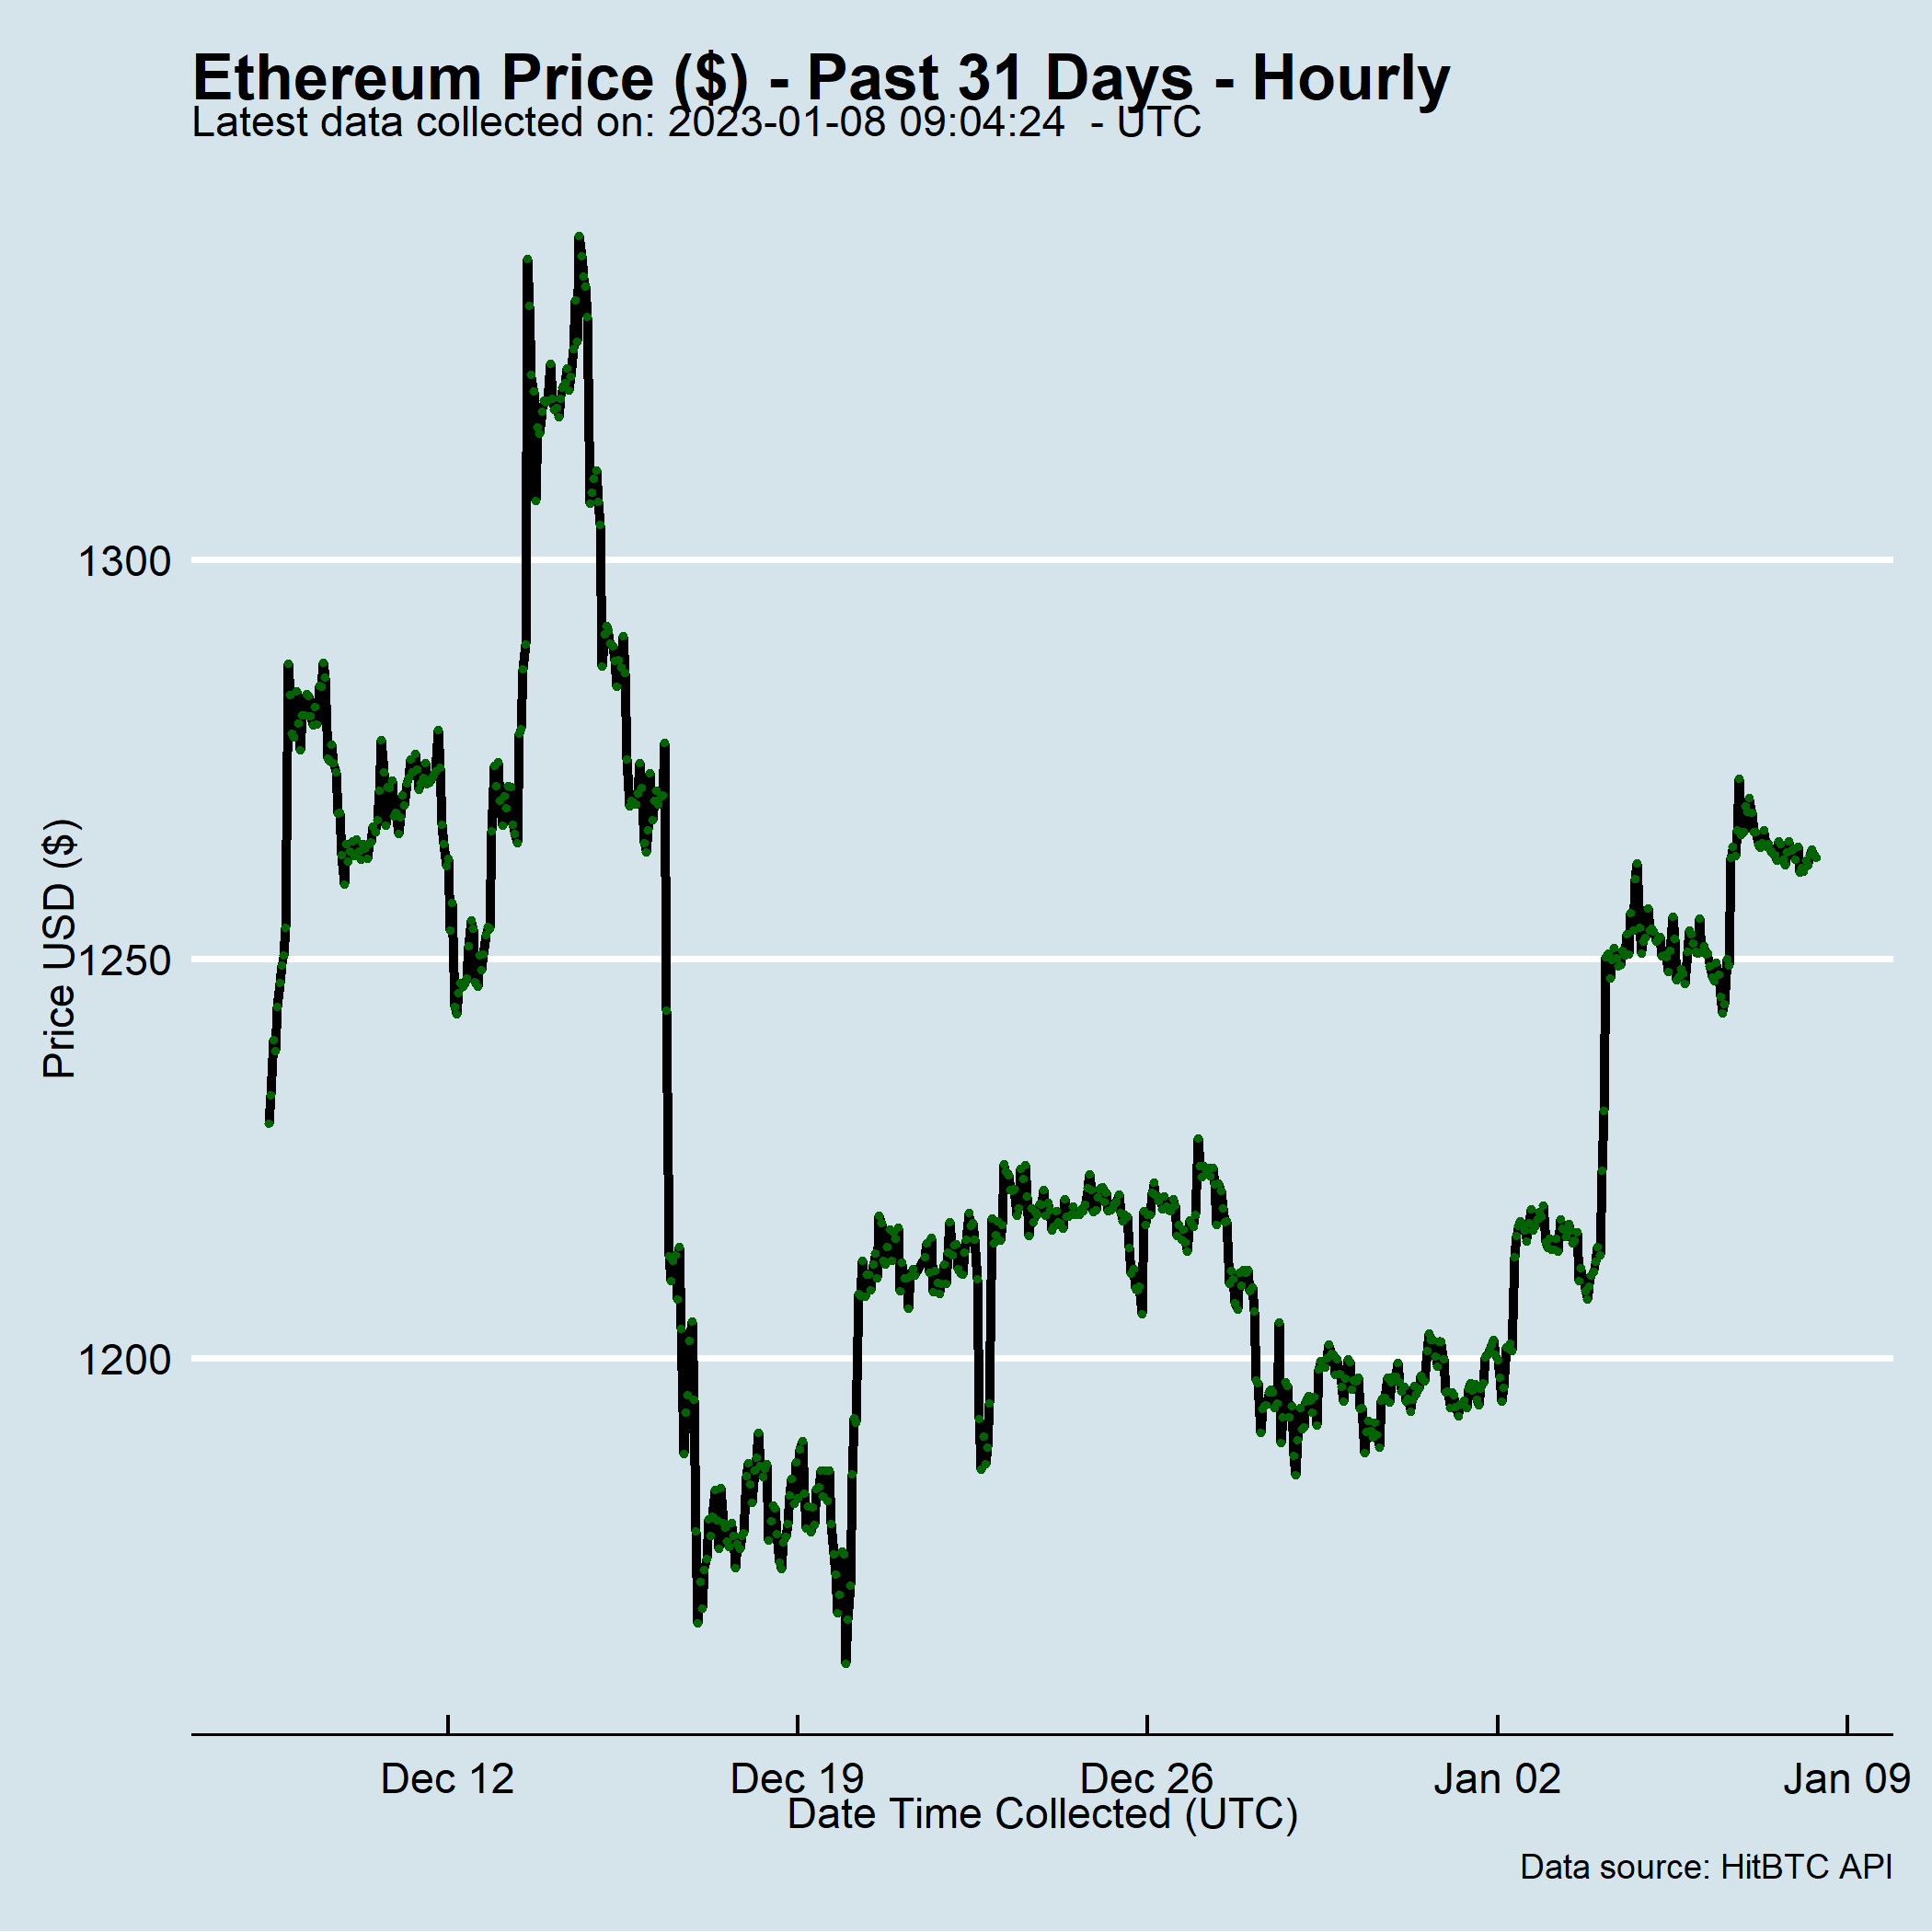 Ethereum Price ($) - Past 31 Days - Hourly
Latest data collected on: 2023-01-08 09:04:24  - UTC
Price USD ($)
1300
1250
1200
Dec 12
Dec 19
Dec 26
Jan 02
Jan 09
Date Time Collected (UTC)
Data source: HitBTC API